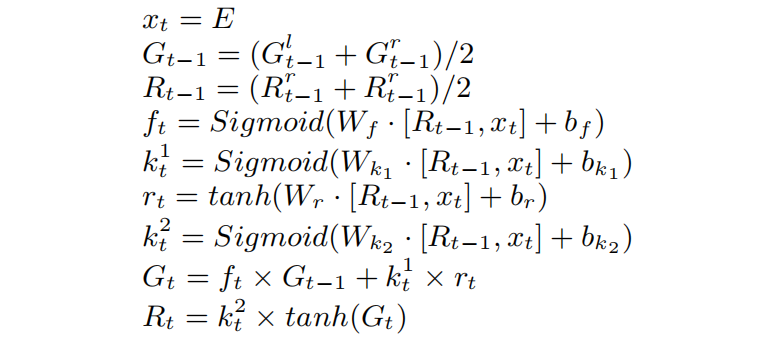 x_t = E
G_{t−1} = (G^l_{t−1} + G^r_{t−1})/2
R_{t−1} = (R^r_{t−1} + R^r_{t−1})/2
f_t = Sigmoid(W_f · [R_{t−1}, x_t] + b_f)
k^1_t = Sigmoid(W_{k_1} · [R_{t−1}, x_t] + b_{k_1})
r_t = tanh(W_r · [R_{t−1}, x_t] + b_r)
k^2_t = Sigmoid(W_{k_2} · [R_{t−1}, x_t] + b_{k_2})
G_t = f_t × G_{t−1} + k^1_t × r_t
R_t = k^2_t × tanh(G_t)